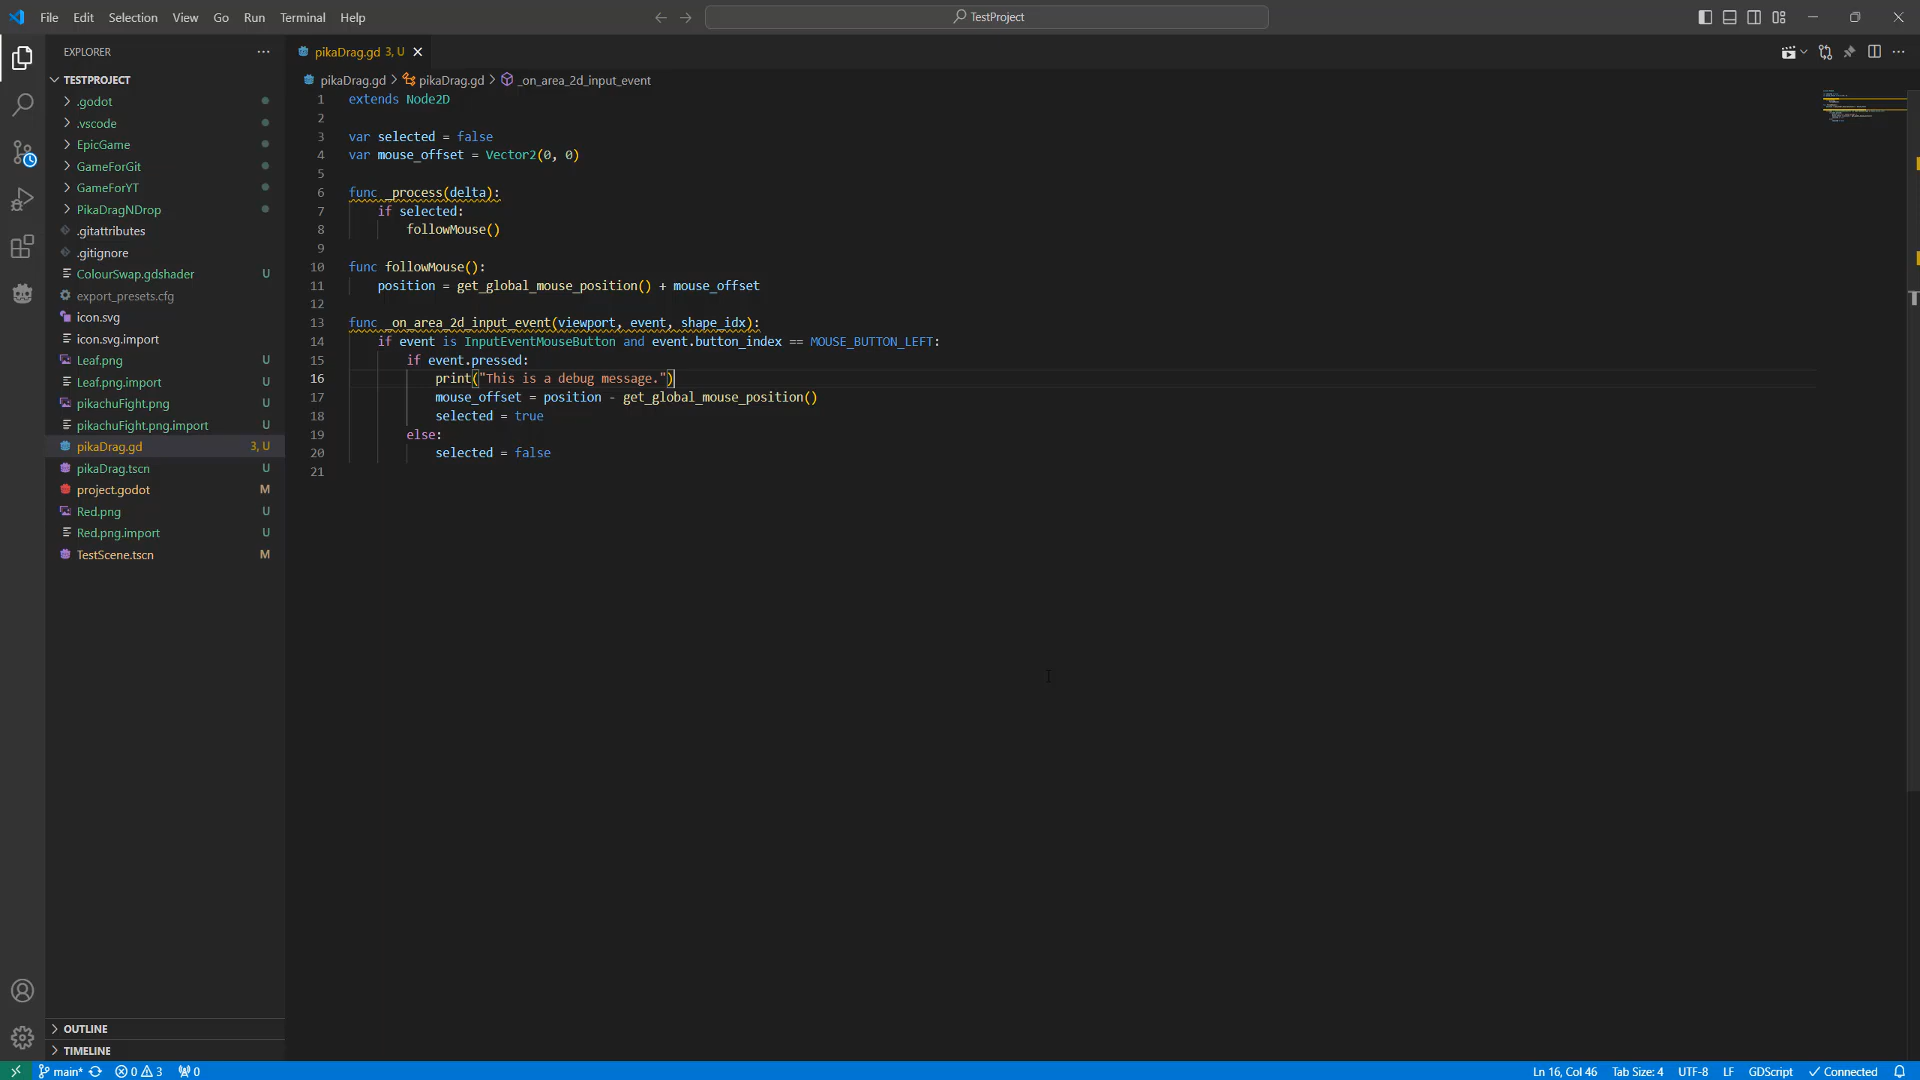 File Edit Selection View Go Run Terminal Help
TestProject
EXPLORER
TESTPROJECT
.godot
.vscode
EpicGame
GameForGit
GameForYT
PikaDragNDrop
.gitattributes
.gitignore
ColourSwap.gdshader U
export_presets.cfg
icon.svg
icon.svg.import
Leaf.png U
Leaf.png.import U
pikachuFight.png U
pikachuFight.png.import U
pikaDrag.gd 3, U
pikaDrag.tscn U
project.godot M
Red.png U
Red.png.import U
TestScene.tscn M
OUTLINE
TIMELINE
pikaDrag.gd 3, U
pikaDrag.gd > pikaDrag.gd > _on_area_2d_input_event
1 extends Node2D
2
3 var selected = false
4 var mouse_offset = Vector2(0, 0)
5
6 func _process(delta):
7 if selected:
8 followMouse()
9
10 func followMouse():
11 position = get_global_mouse_position() + mouse_offset
12
13 func _on_area_2d_input_event(viewport, event, shape_idx):
14 if event is InputEventMouseButton and event.button_index == MOUSE_BUTTON_LEFT:
15 if event.pressed:
16 print("This is a debug message.")
17 mouse_offset = position - get_global_mouse_position()
18 selected = true
19 else:
20 selected = false
21
main* 0 3 0
Ln 16, Col 46 Tab Size: 4 UTF-8 LF GDScript Connected